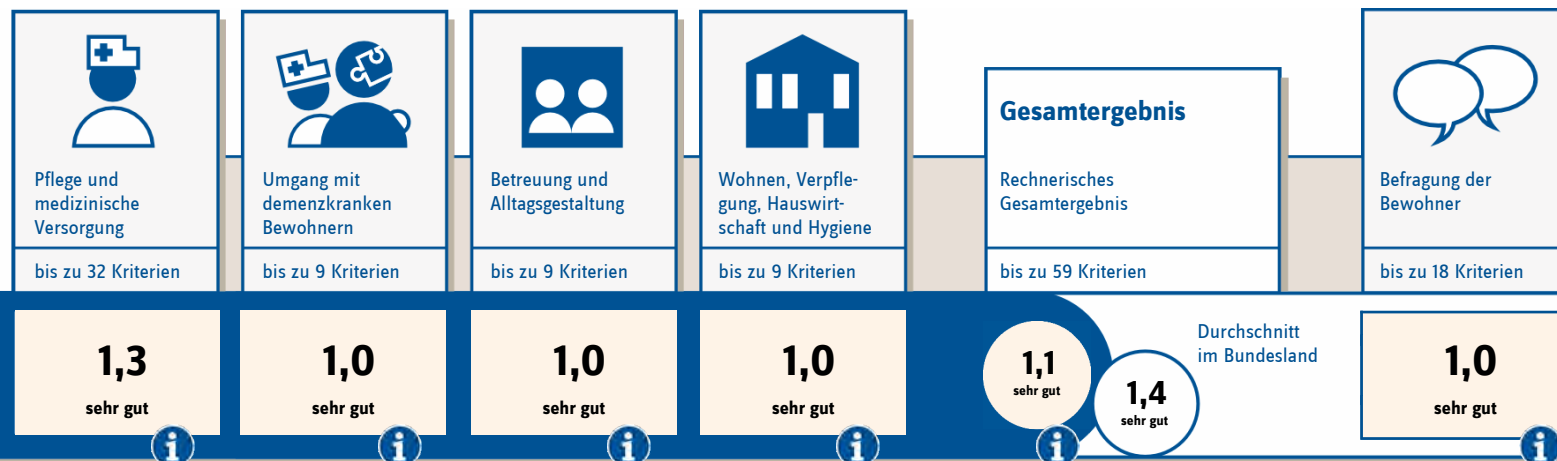 Pflege und
medizinische
Versorgung
bis zu 32 Kriterien
1,3
sehr gut
Umgang mit
demenzkranken
Bewohnern
bis zu 9 Kriterien
1,0
sehr gut
Betreuung und
Alltagsgestaltung
bis zu 9 Kriterien
1,0
sehr gut
Wohnen, Verpfle-
gung, Hauswirt-
schaft und Hygiene
bis zu 9 Kriterien
1,0
sehr gut
Gesamtergebnis
Rechnerisches
Gesamtergebnis
bis zu 59 Kriterien
1,1
sehr gut
Durchschnitt
im Bundesland
1,4
sehr gut
Befragung der
Bewohner
bis zu 18 Kriterien
1,0
sehr gut